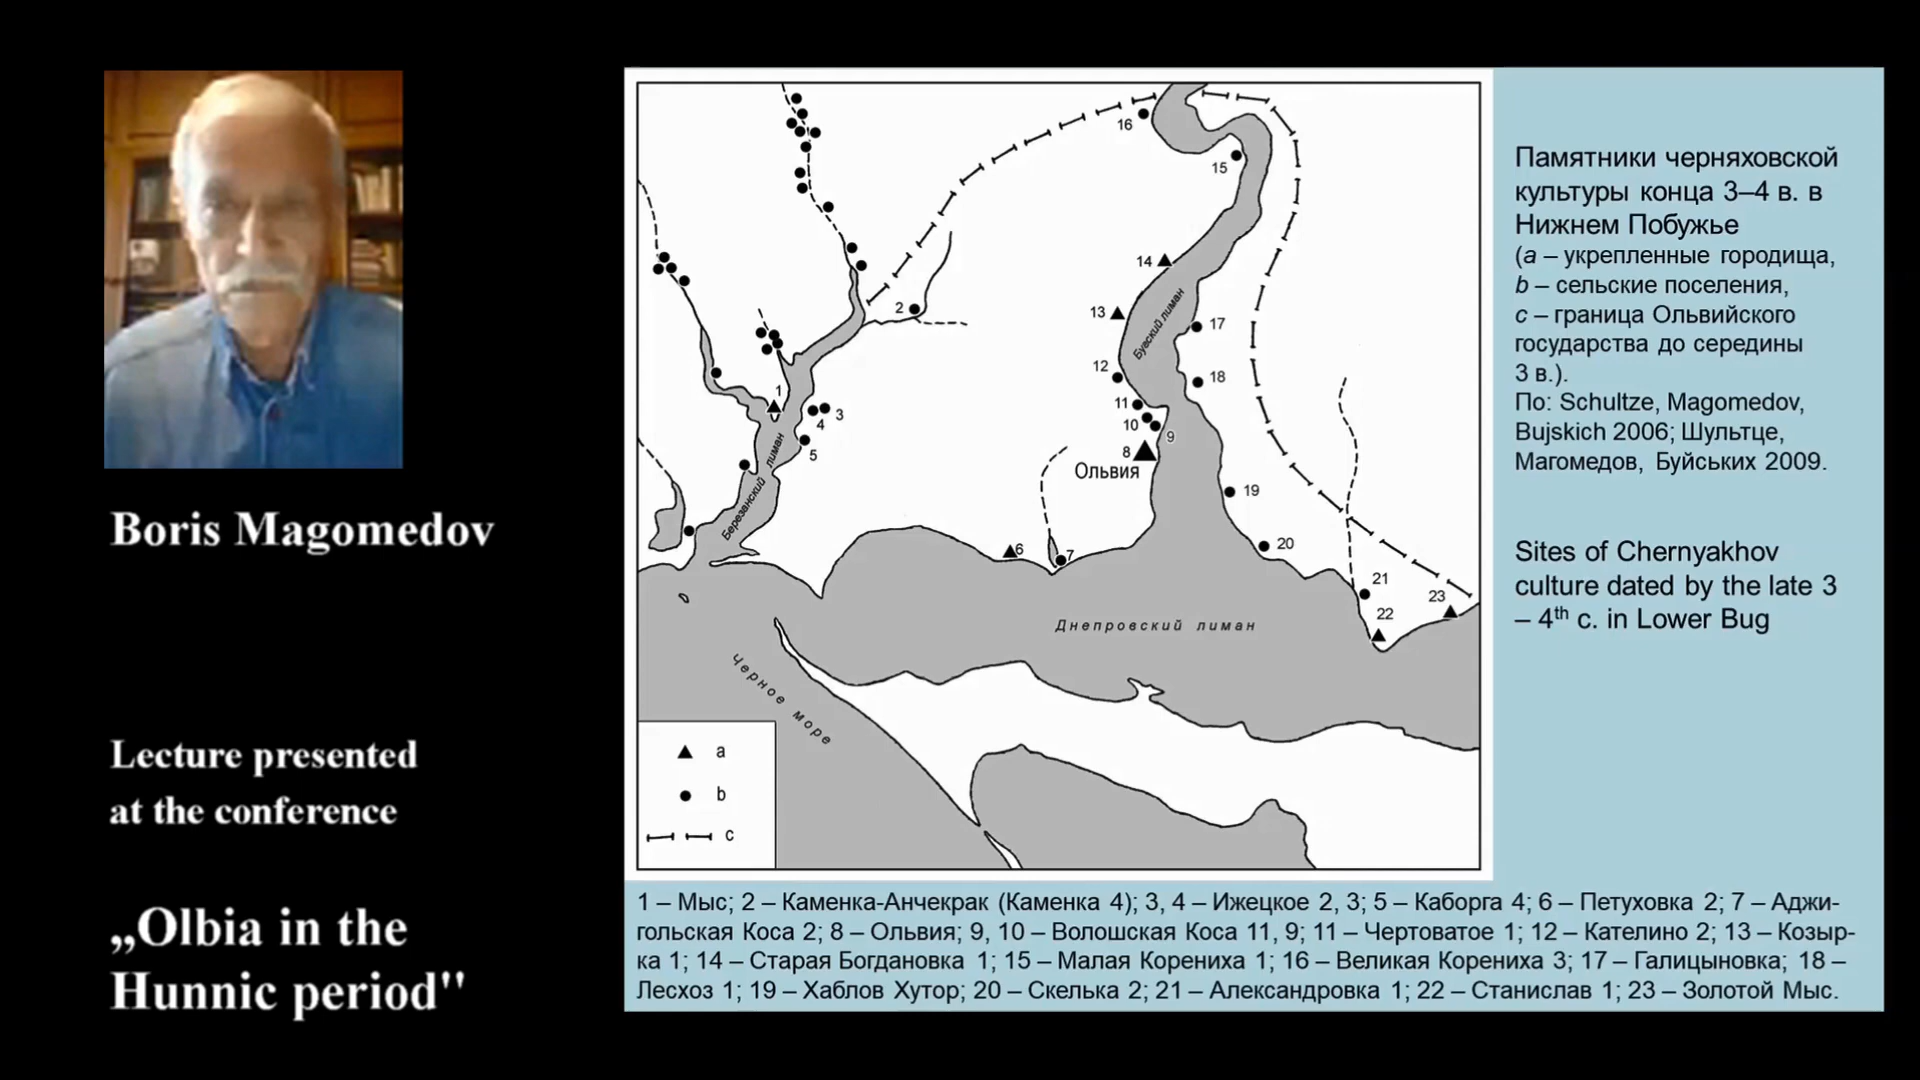 Boris Magomedov
Lecture presented
at the conference
„Olbia in the
Hunnic period"
16
15
14
13
2
17
12
18
1
11
3
4
10
9
5
8
Ольвия
19
Бугский лиман
Березанский лиман
6
7
20
21
22
23
Днепровский лиман
Черное море
a
b
c
Памятники черняховской
культуры конца 3–4 в. в
Нижнем Побужье
(a – укрепленные городища,
b – сельские поселения,
c – граница Ольвийского
государства до середины
3 в.).
По: Schultze, Magomedov,
Bujskich 2006; Шультце,
Магомедов, Буйських 2009.
Sites of Chernyakhov
culture dated by the late 3
– 4th c. in Lower Bug
1 – Мыс; 2 – Каменка-Анчекрак (Каменка 4); 3, 4 – Ижецкое 2, 3; 5 – Каборга 4; 6 – Петуховка 2; 7 – Аджи-
гольская Коса 2; 8 – Ольвия; 9, 10 – Волошская Коса 11, 9; 11 – Чертоватое 1; 12 – Кателино 2; 13 – Козыр-
ка 1; 14 – Старая Богдановка 1; 15 – Малая Корениха 1; 16 – Великая Корениха 3; 17 – Галицыновка; 18 –
Лесхоз 1; 19 – Хаблов Хутор; 20 – Скелька 2; 21 – Александровка 1; 22 – Станислав 1; 23 – Золотой Мыс.